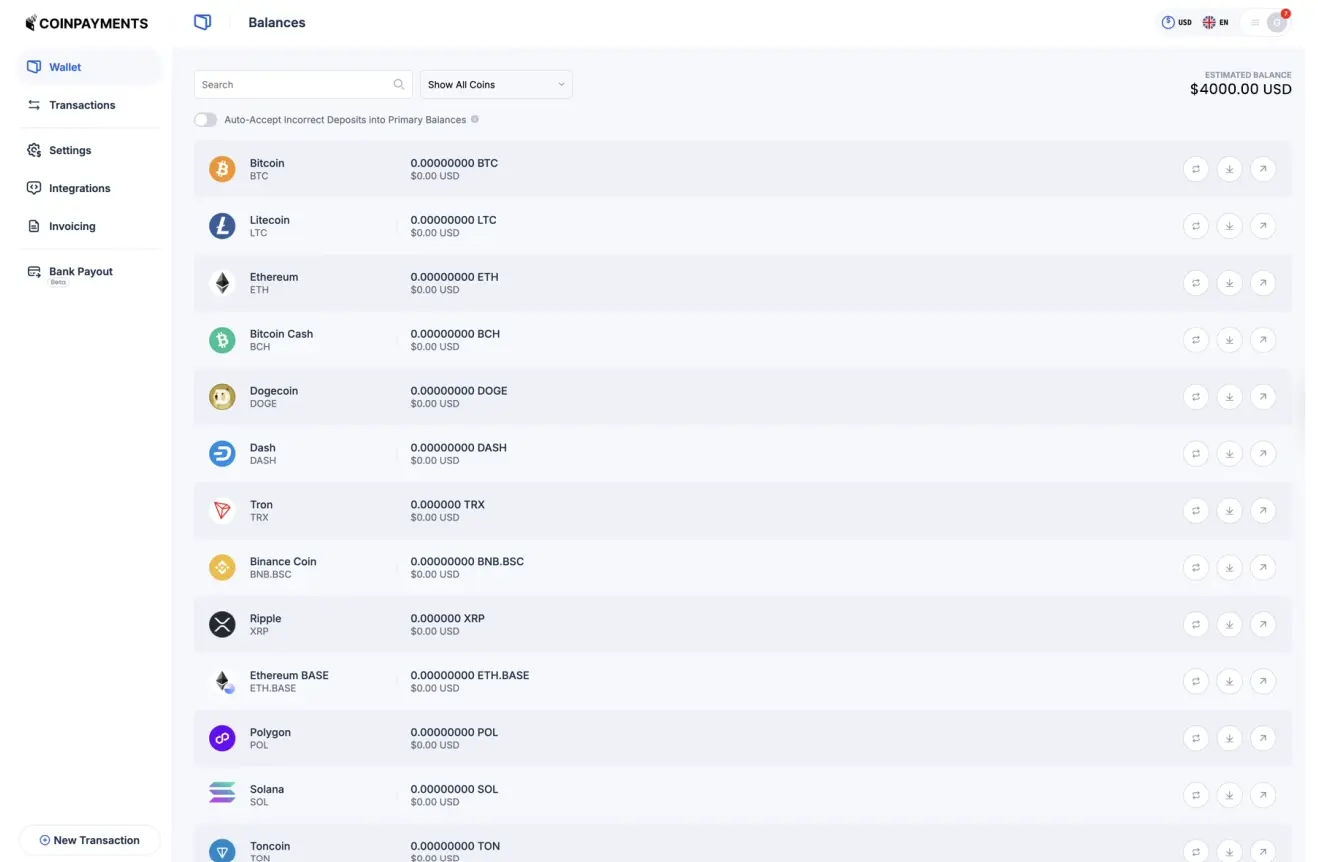 COINPAYMENTS
Balances
USD
EN
7
Wallet
Transactions
Settings
Integrations
Invoicing
Bank Payout
Beta
New Transaction
Search
Show All Coins
ESTIMATED BALANCE
$4000.00 USD
Auto-Accept Incorrect Deposits into Primary Balances
Bitcoin
BTC
0.00000000 BTC
$0.00 USD
Litecoin
LTC
0.00000000 LTC
$0.00 USD
Ethereum
ETH
0.00000000 ETH
$0.00 USD
Bitcoin Cash
BCH
0.00000000 BCH
$0.00 USD
Dogecoin
DOGE
0.00000000 DOGE
$0.00 USD
Dash
DASH
0.00000000 DASH
$0.00 USD
Tron
TRX
0.000000 TRX
$0.00 USD
Binance Coin
BNB.BSC
0.00000000 BNB.BSC
$0.00 USD
Ripple
XRP
0.000000 XRP
$0.00 USD
Ethereum BASE
ETH.BASE
0.00000000 ETH.BASE
$0.00 USD
Polygon
POL
0.00000000 POL
$0.00 USD
Solana
SOL
0.00000000 SOL
$0.00 USD
Toncoin
TON
0.00000000 TON
$0.00 USD